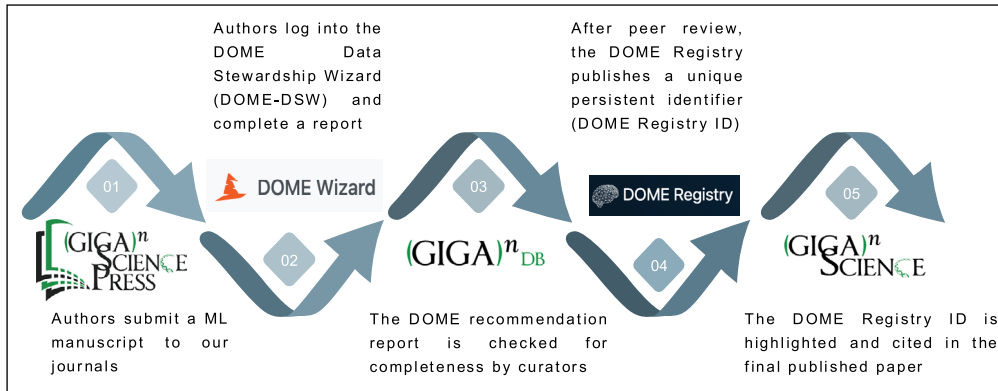 Authors log into the
DOME Data
Stewardship Wizard
(DOME-DSW) and
complete a report
After peer review,
the DOME Registry
publishes a unique
persistent identifier
(DOME Registry ID)
01
DOME Wizard
03
DOME Registry
05
(GIGA)n
SCIENCE
PRESS
02
(GIGA)n DB
04
(GIGA)n
SCIENCE
Authors submit a ML
manuscript to our
journals
The DOME recommendation
report is checked for
completeness by curators
The DOME Registry ID is
highlighted and cited in the
final published paper